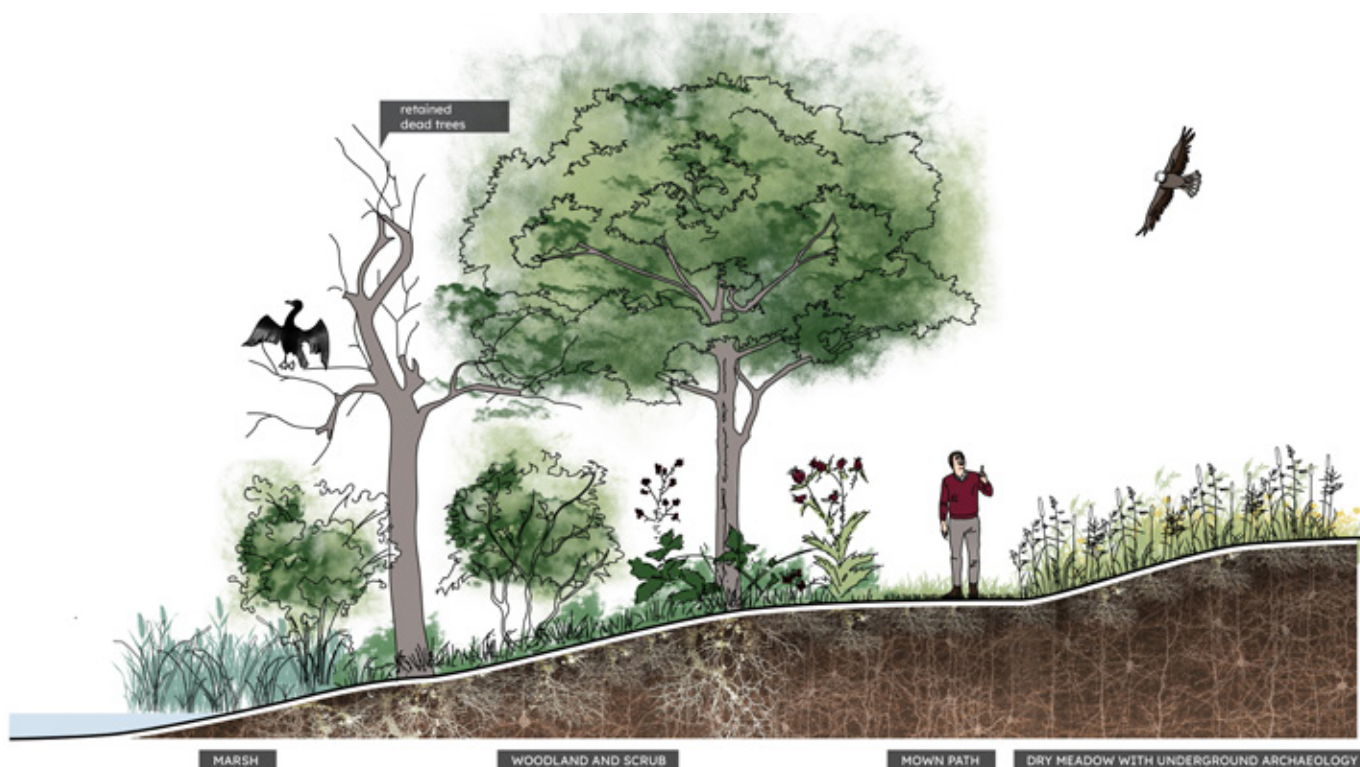 retained
dead trees
MARSH
WOODLAND AND SCRUB
MOWN PATH
DRY MEADOW WITH UNDERGROUND ARCHAEOLOGY